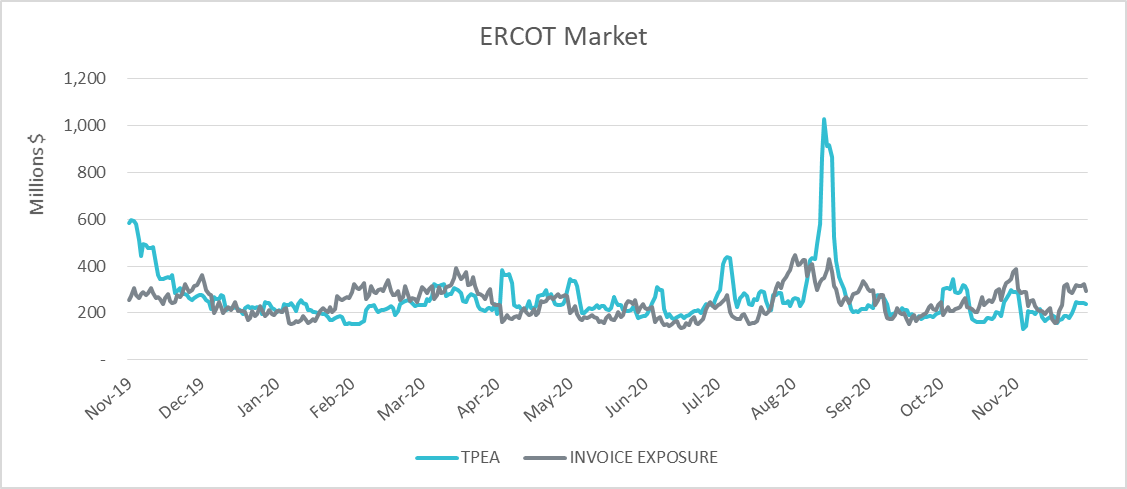 ERCOT Market
Millions $
1,200
1,000
800
600
400
200
-
Nov-19
Dec-19
Jan-20
Feb-20
Mar-20
Apr-20
May-20
Jun-20
Jul-20
Aug-20
Sep-20
Oct-20
Nov-20
TPEA
INVOICE EXPOSURE